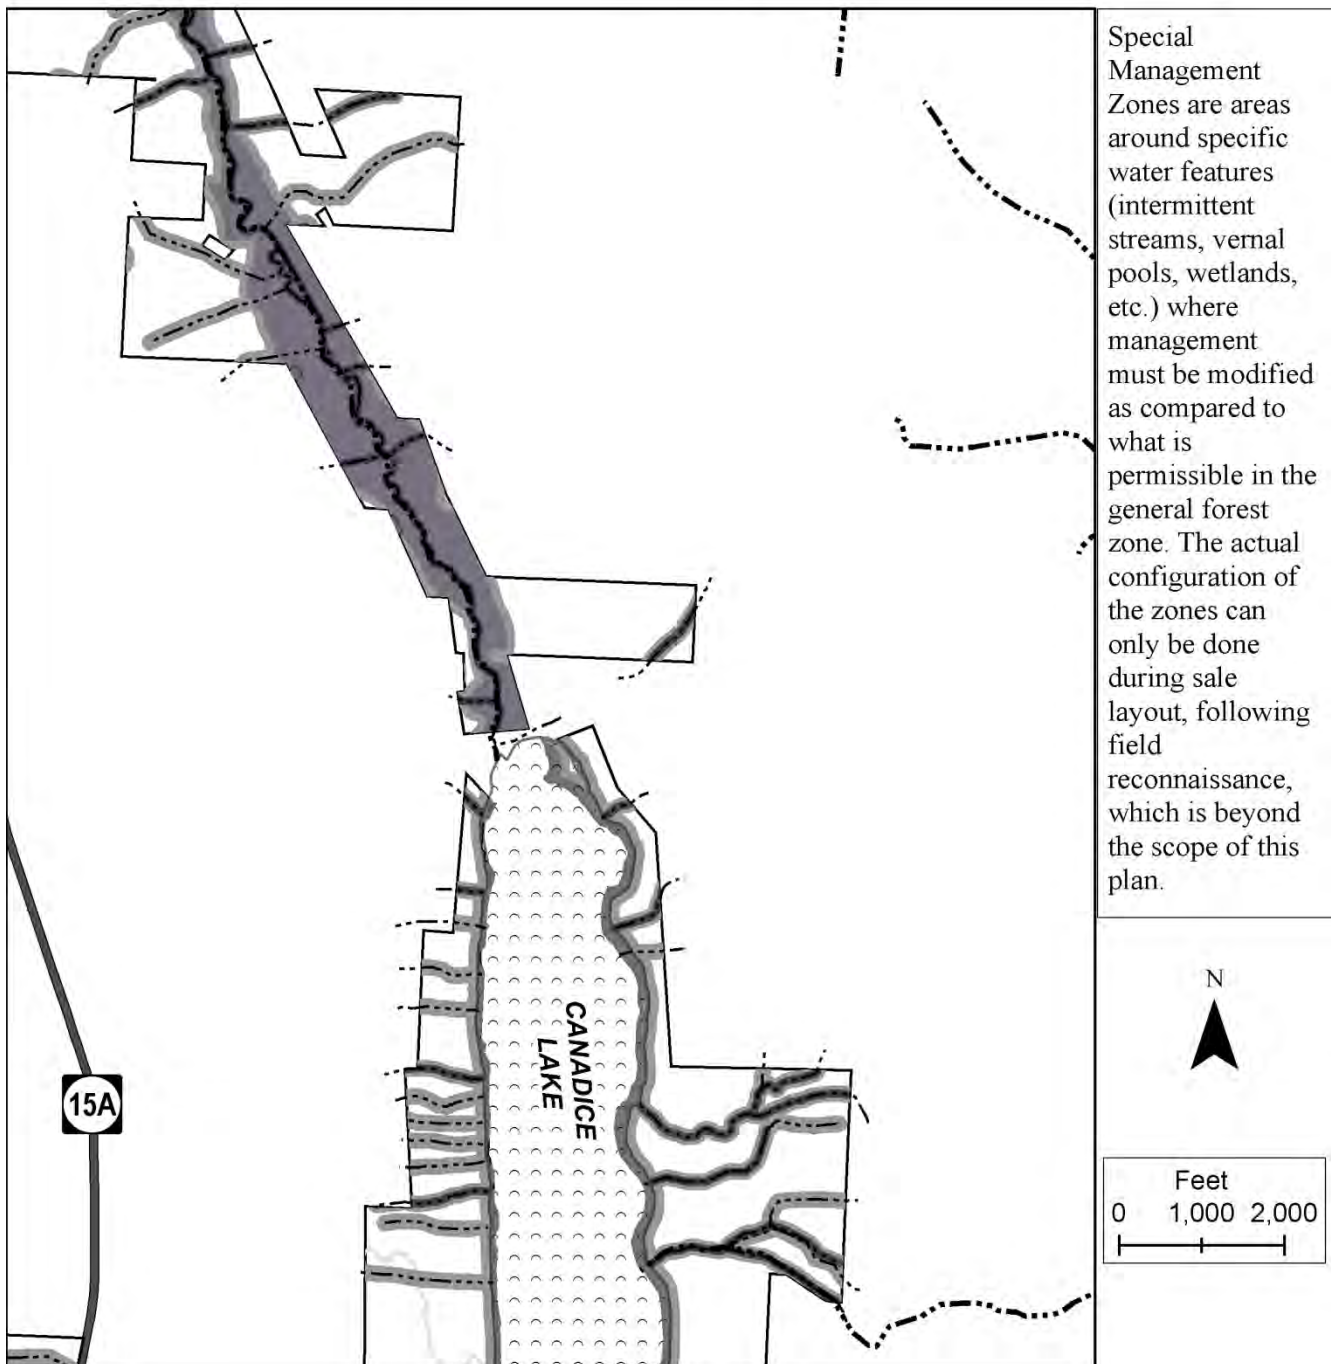 Special
Management
Zones are areas
around specific
water features
(intermittent
streams, vernal
pools, wetlands,
etc.) where
management
must be modified
as compared to
what is
permissible in the
general forest
zone. The actual
configuration of
the zones can
only be done
during sale
layout, following
field
reconnaissance,
which is beyond
the scope of this
plan.
N
Feet
0 1,000 2,000
CANADICE
LAKE
15A